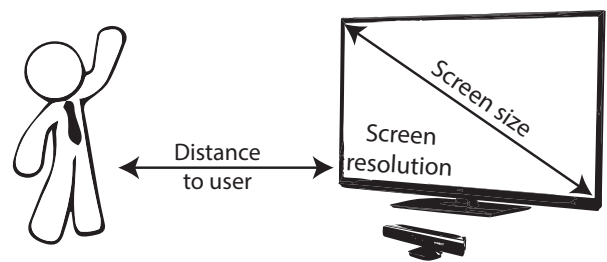 Distance
to user
Screen size
Screen
resolution